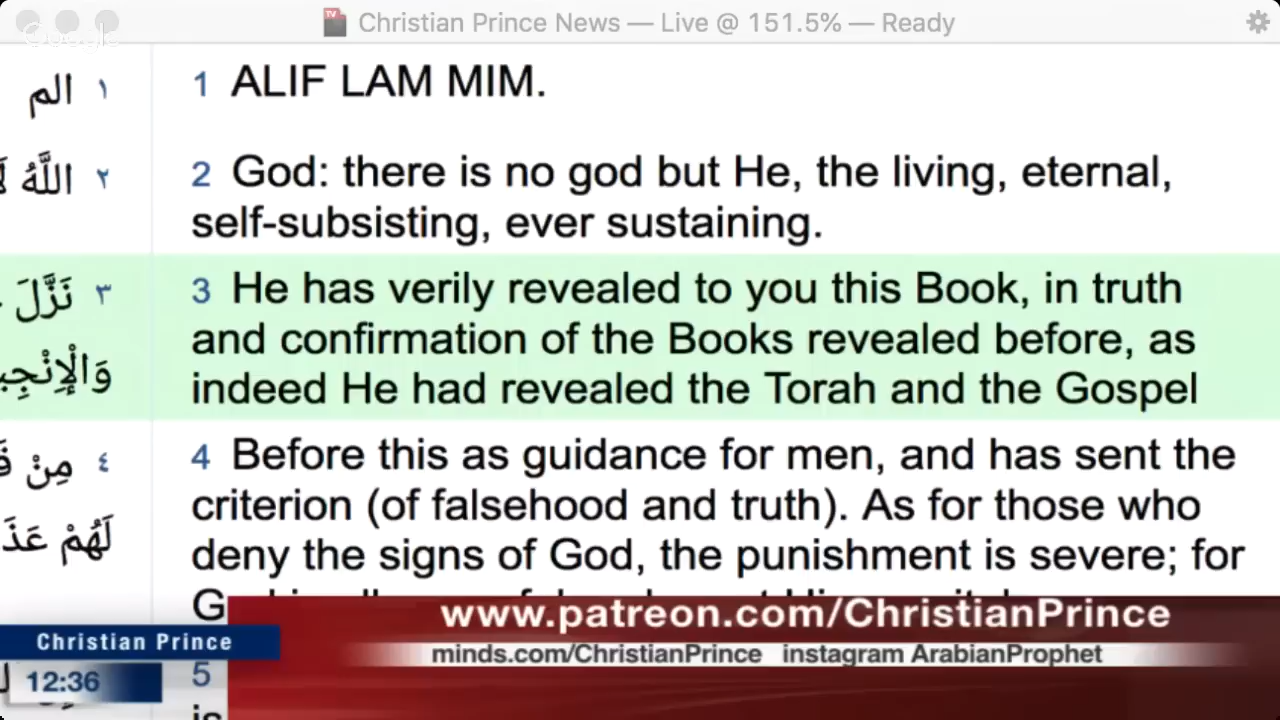 Christian Prince News — Live @ 151.5% — Ready
Google
١ الم
1 ALIF LAM MIM.
٢ اللَّهُ
2 God: there is no god but He, the living, eternal,
self-subsisting, ever sustaining.
٣ نَزَّلَ
3 He has verily revealed to you this Book, in truth
and confirmation of the Books revealed before, as
indeed He had revealed the Torah and the Gospel
٤ مِنْ
4 Before this as guidance for men, and has sent the
criterion (of falsehood and truth). As for those who
لَهُمْ
deny the signs of God, the punishment is severe; for
www.patreon.com/ChristianPrince
Christian Prince
minds.com/ChristianPrince instagram ArabianProphet
12:36
5